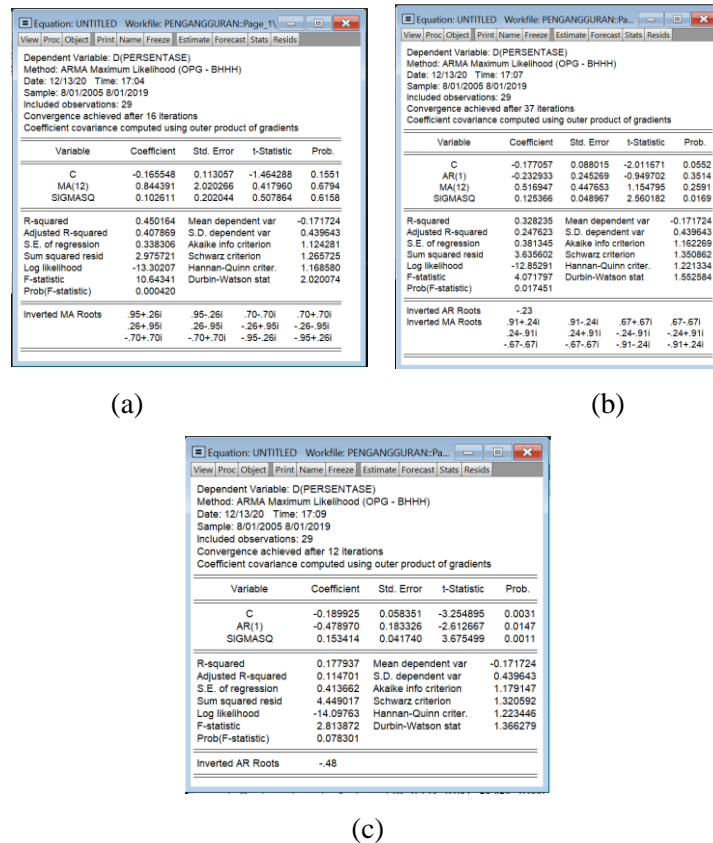 Equation: UNTITLED Workfile: PENGANGGURAN::Page_1\
View Proc Object Print Name Freeze Estimate Forecast Stats Resids
Dependent Variable: D(PERSENTASE)
Method: ARMA Maximum Likelihood (OPG - BHHH)
Date: 12/13/20 Time: 17:04
Sample: 8/01/2005 8/01/2019
Included observations: 29
Convergence achieved after 16 iterations
Coefficient covariance computed using outer product of gradients
Variable Coefficient Std. Error t-Statistic Prob.
C -0.165548 0.113057 -1.464288 0.1551
MA(12) 0.844391 2.020266 0.417960 0.6794
SIGMASQ 0.102611 0.202044 0.507864 0.6158
R-squared 0.450164 Mean dependent var -0.171724
Adjusted R-squared 0.407869 S.D. dependent var 0.439643
S.E. of regression 0.338306 Akaike info criterion 1.124281
Sum squared resid 2.975721 Schwarz criterion 1.265725
Log likelihood -13.30207 Hannan-Quinn criter. 1.168580
F-statistic 10.64341 Durbin-Watson stat 2.020074
Prob(F-statistic) 0.000420
Inverted MA Roots .95+.26i .95-.26i .70-.70i .70+.70i
.26+.95i .26-.95i -.26+.95i -.26-.95i
-.70+.70i -.70+.70i -.95-.26i -.95+.26i
(a)
Equation: UNTITLED Workfile: PENGANGGURAN::Pa...
View Proc Object Print Name Freeze Estimate Forecast Stats Resids
Dependent Variable: D(PERSENTASE)
Method: ARMA Maximum Likelihood (OPG - BHHH)
Date: 12/13/20 Time: 17:07
Sample: 8/01/2005 8/01/2019
Included observations: 29
Convergence achieved after 37 iterations
Coefficient covariance computed using outer product of gradients
Variable Coefficient Std. Error t-Statistic Prob.
C -0.177057 0.088015 -2.011671 0.0552
AR(1) -0.232933 0.245269 -0.949702 0.3514
MA(12) 0.516947 0.447653 1.154795 0.2591
SIGMASQ 0.125366 0.048967 2.560182 0.0169
R-squared 0.328235 Mean dependent var -0.171724
Adjusted R-squared 0.247623 S.D. dependent var 0.439643
S.E. of regression 0.381345 Akaike info criterion 1.162269
Sum squared resid 3.635602 Schwarz criterion 1.350862
Log likelihood -12.85291 Hannan-Quinn criter. 1.221334
F-statistic 4.071797 Durbin-Watson stat 1.552584
Prob(F-statistic) 0.017451
Inverted AR Roots -.23
Inverted MA Roots .91+.24i .91-.24i .67+.67i .67-.67i
.24-.91i .24+.91i -.24-.91i -.24+.91i
-.67-.67i -.67-.67i -.91-.24i -.91+.24i
(b)
Equation: UNTITLED Workfile: PENGANGGURAN::Pa...
View Proc Object Print Name Freeze Estimate Forecast Stats Resids
Dependent Variable: D(PERSENTASE)
Method: ARMA Maximum Likelihood (OPG - BHHH)
Date: 12/13/20 Time: 17:09
Sample: 8/01/2005 8/01/2019
Included observations: 29
Convergence achieved after 12 iterations
Coefficient covariance computed using outer product of gradients
Variable Coefficient Std. Error t-Statistic Prob.
C -0.189925 0.058351 -3.254895 0.0031
AR(1) -0.478970 0.183326 -2.612667 0.0147
SIGMASQ 0.153414 0.041740 3.675499 0.0011
R-squared 0.177937 Mean dependent var -0.171724
Adjusted R-squared 0.114701 S.D. dependent var 0.439643
S.E. of regression 0.413662 Akaike info criterion 1.179147
Sum squared resid 4.449017 Schwarz criterion 1.320592
Log likelihood -14.09763 Hannan-Quinn criter. 1.223446
F-statistic 2.813872 Durbin-Watson stat 1.366279
Prob(F-statistic) 0.078301
Inverted AR Roots -.48
(c)